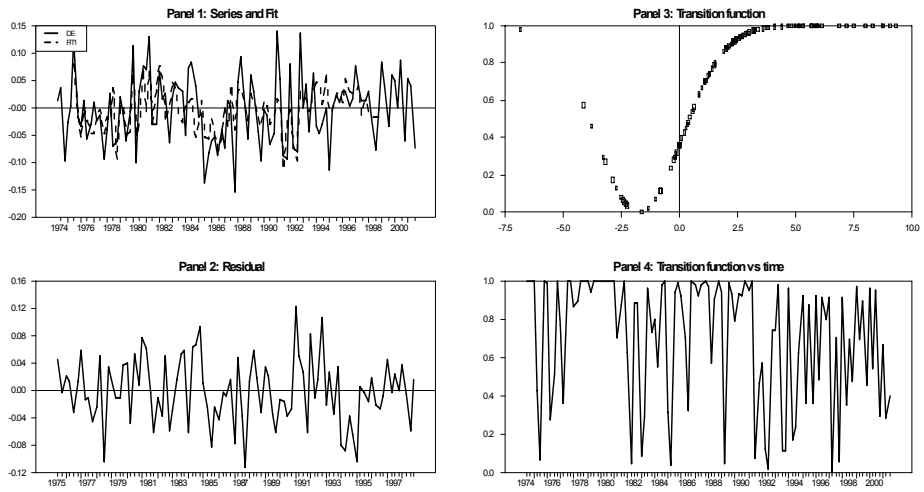 Panel 1: Series and Fit
0.15
0.10
0.05
-0.00
-0.05
-0.10
-0.15
-0.20
DE
FIT1
1974 1976 1978 1980 1982 1984 1986 1988 1990 1992 1994 1996 1998 2000
Panel 3: Transition function
1.0
0.8
0.6
0.4
0.2
0.0
-7.5 -5.0 -2.5 0.0 2.5 5.0 7.5 10.0
Panel 2: Residual
0.16
0.12
0.08
0.04
0.00
-0.04
-0.08
-0.12
1975 1977 1979 1981 1983 1985 1987 1989 1991 1993 1995 1997
Panel 4: Transition function vs time
1.0
0.8
0.6
0.4
0.2
0.0
1974 1976 1978 1980 1982 1984 1986 1988 1990 1992 1994 1996 1998 2000